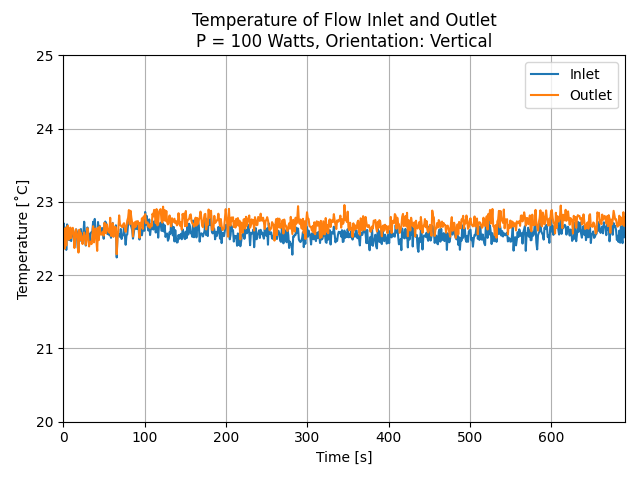 Temperature of Flow Inlet and Outlet
P = 100 Watts, Orientation: Vertical
25
24
23
22
21
20
Temperature [˚C]
Inlet
Outlet
0 100 200 300 400 500 600
Time [s]